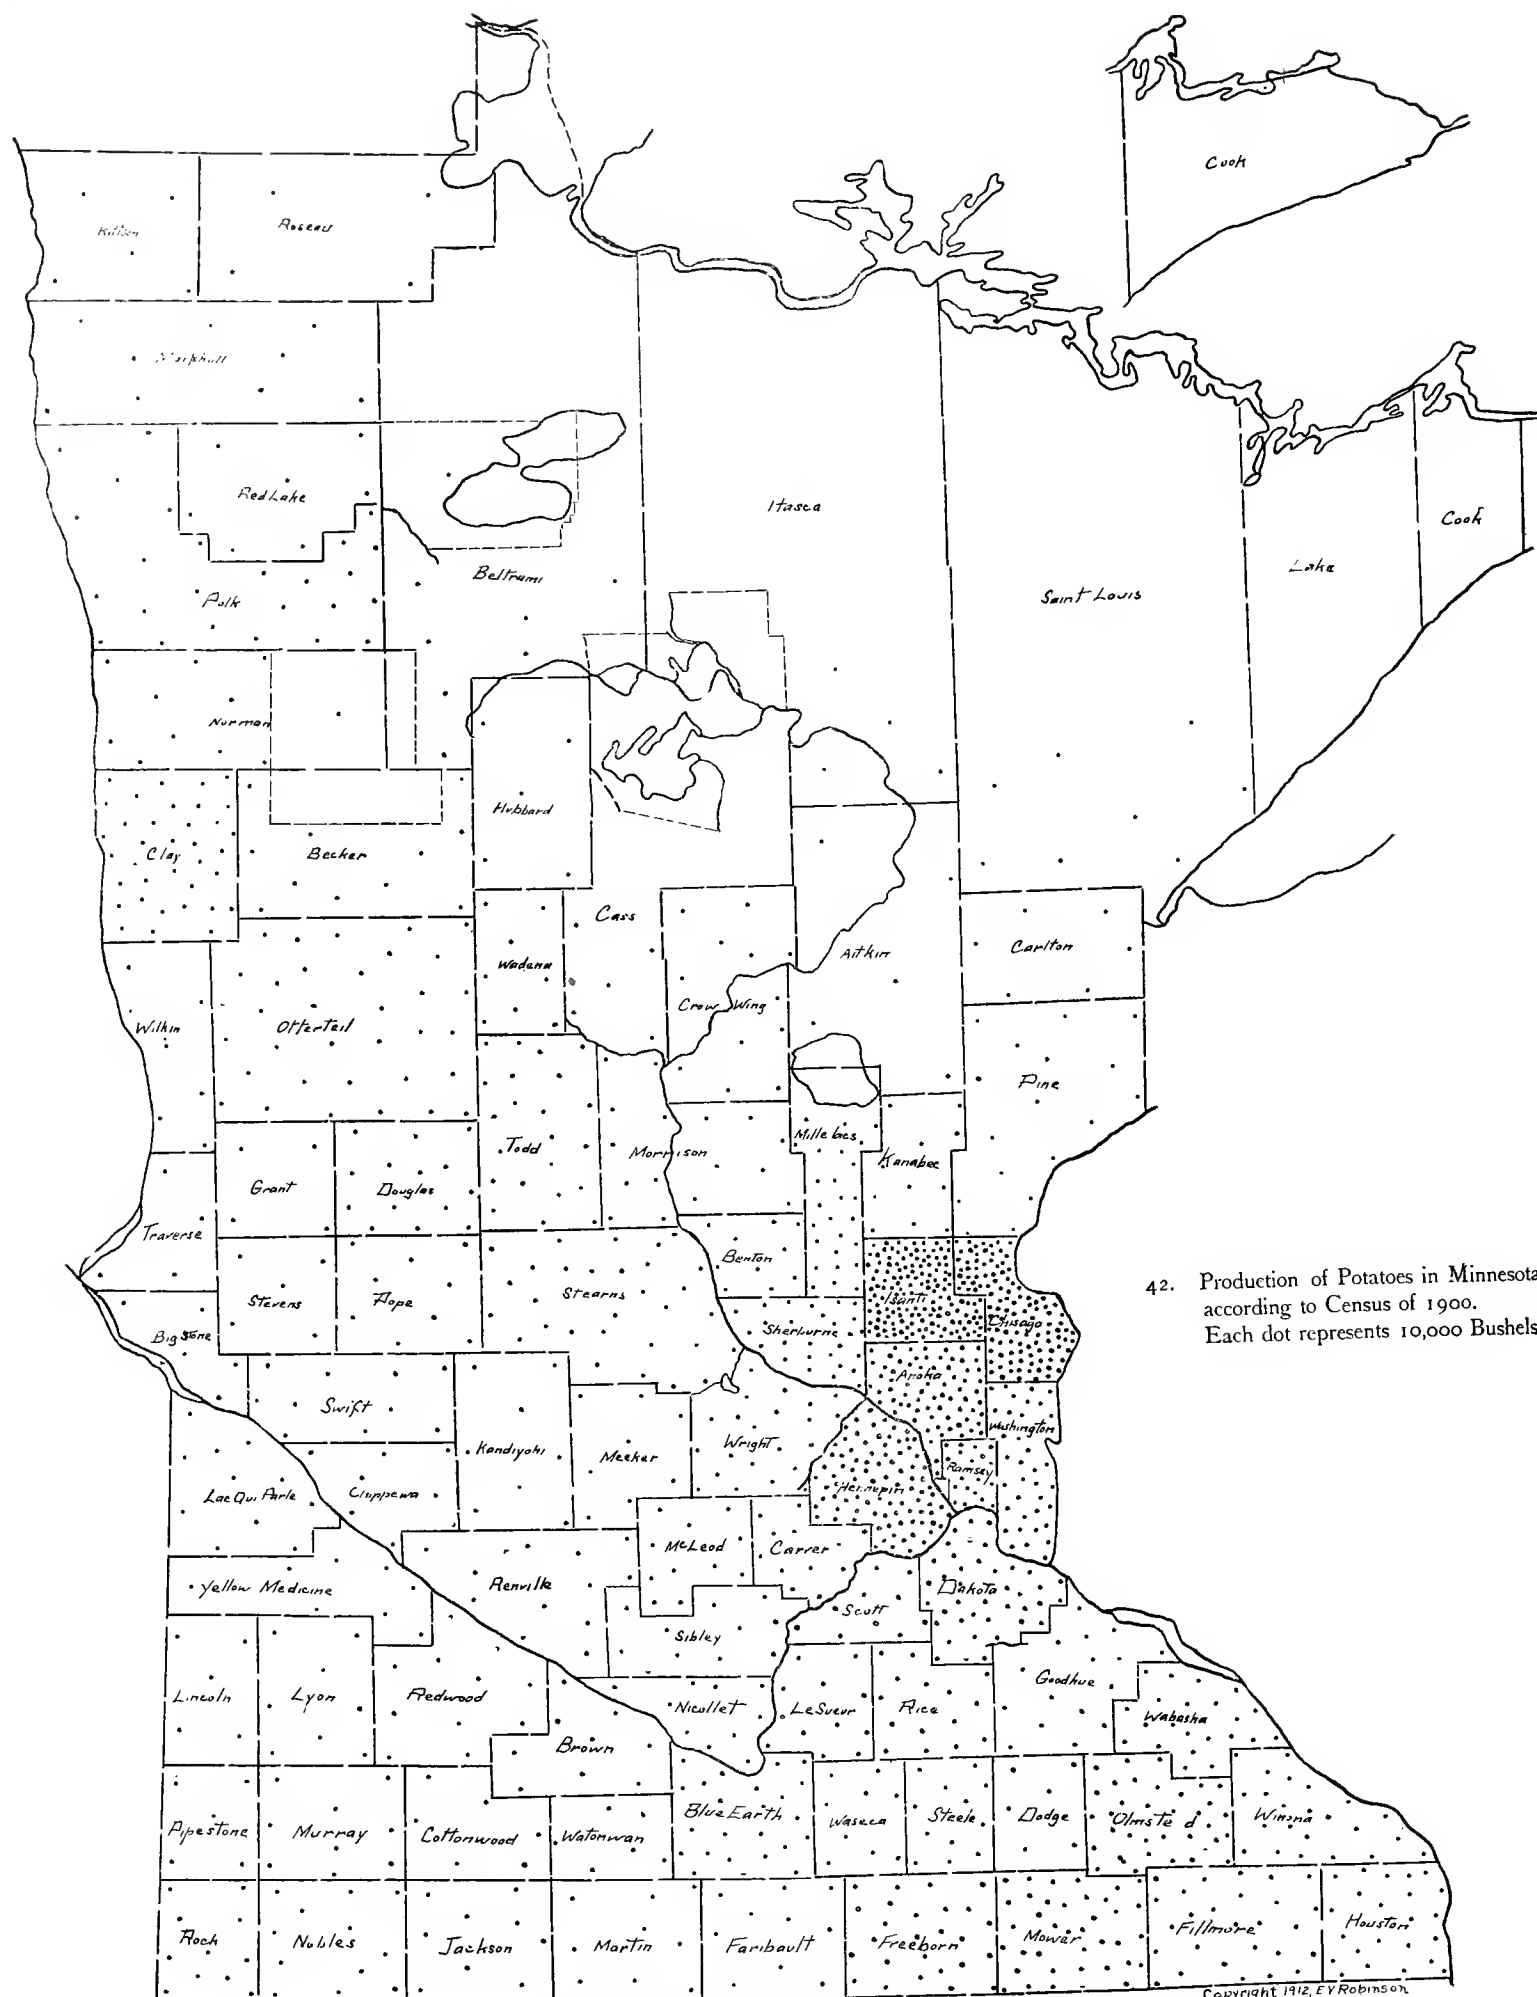 Cook
Kittson
Roseau
Marshall
Red Lake
Itasca
Cook
Beltrami
Lake
Polk
Saint Louis
Norman
Hubbard
Clay
Becker
Cass
Wadena
Aitkin
Carlton
Crow Wing
Wilkin
Ottertail
Pine
Todd
Morrison
Mille Lacs
Kanabec
Grant
Douglas
Traverse
Benton
Stevens
Pope
Stearns
Isanti
Chisago
Big Stone
Sherburne
42. Production of Potatoes in Minnesota
according to Census of 1900.
Each dot represents 10,000 Bushels
Anoka
Swift
Washington
Kandiyohi
Meeker
Wright
Ramsey
Lac Qui Parle
Chippewa
Hennepin
McLeod
Carver
Yellow Medicine
Renville
Dakota
Scott
Sibley
Lincoln
Lyon
Redwood
Nicollet
Le Sueur
Rice
Goodhue
Wabasha
Brown
Pipestone
Murray
Cottonwood
Watonwan
Blue Earth
Waseca
Steele
Dodge
Olmsted
Winona
Rock
Nobles
Jackson
Martin
Faribault
Freeborn
Mower
Fillmore
Houston
Copyright 1912, E V Robinson